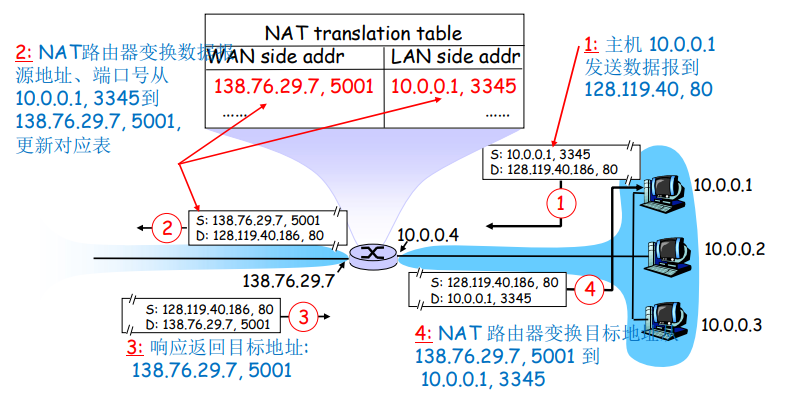 NAT translation table
WAN side addr LAN side addr
138.76.29.7, 5001 10.0.0.1, 3345
…… ……
2: NAT路由器变换数据报
源地址、端口号从
10.0.0.1, 3345到
138.76.29.7, 5001,
更新对应表
1: 主机 10.0.0.1
发送数据报到
128.119.40, 80
S: 10.0.0.1, 3345
D: 128.119.40.186, 80
1
10.0.0.1
S: 138.76.29.7, 5001
D: 128.119.40.186, 80
2
10.0.0.4
10.0.0.2
138.76.29.7
S: 128.119.40.186, 80
D: 10.0.0.1, 3345
4
S: 128.119.40.186, 80
D: 138.76.29.7, 5001
3
10.0.0.3
3: 响应返回目标地址:
138.76.29.7, 5001
4: NAT 路由器变换目标地址从
138.76.29.7, 5001 到
10.0.0.1, 3345